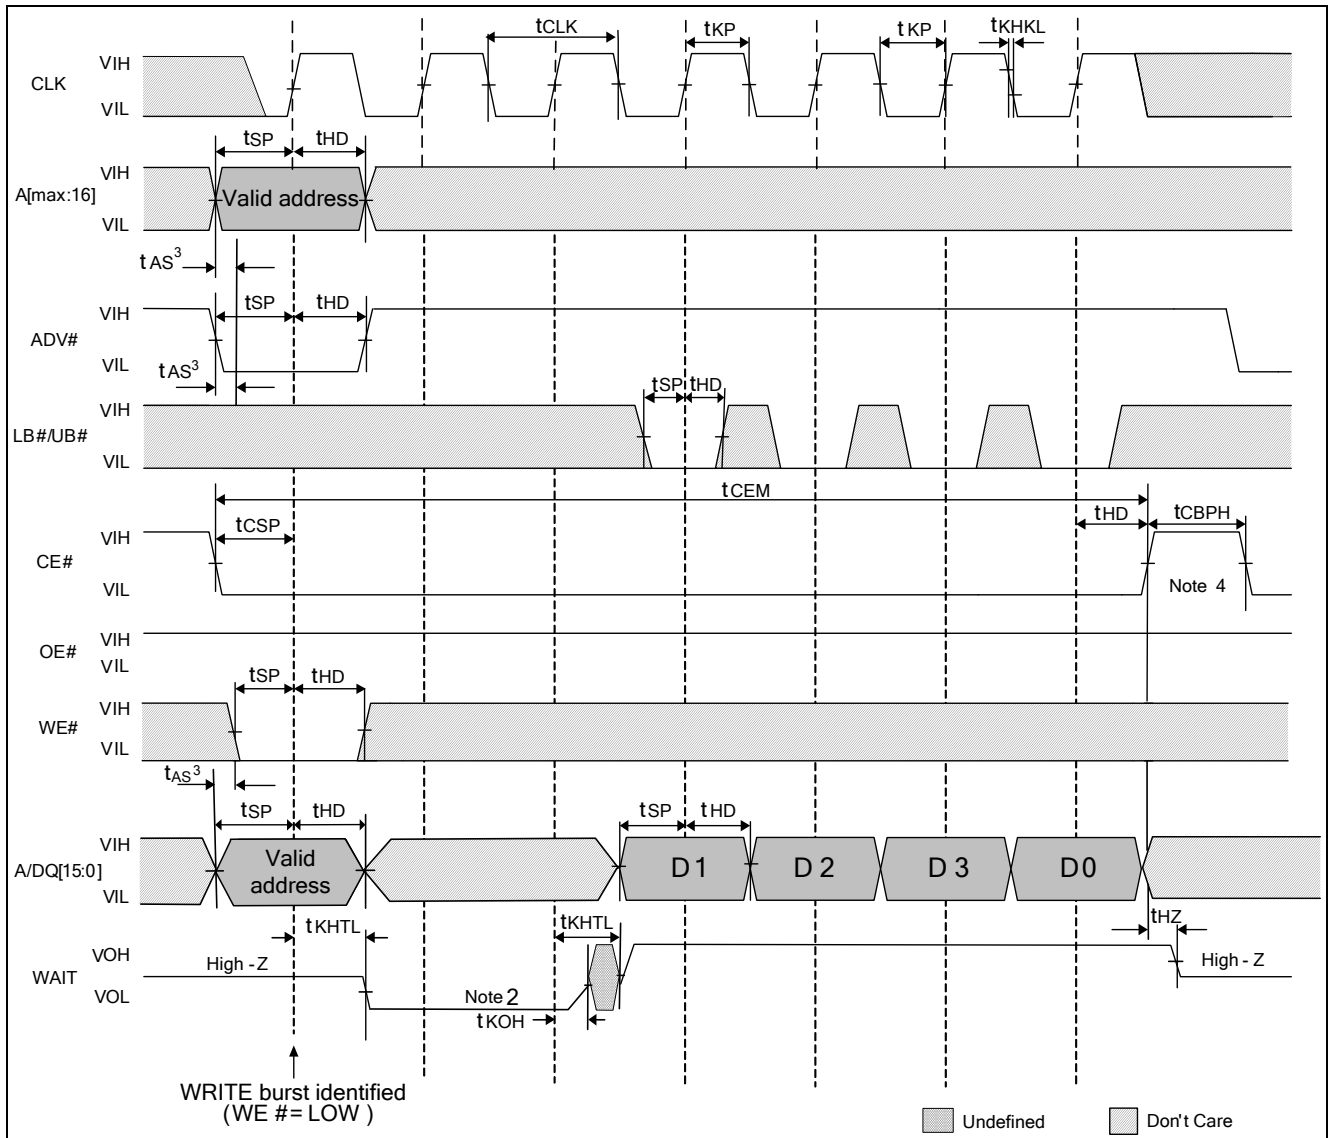 tCLK tKP tKP tKHKL
VIH
CLK
VIL
tSP tHD
VIH
A[max:16] Valid address
VIL
tAS3
tSP tHD
VIH
ADV#
VIL
tAS3
tSP tHD
VIH
LB#/UB#
VIL
tCEM
tCSP tHD tCBPH
VIH
CE#
VIL Note 4
VIH
OE#
VIL
tSP tHD
VIH
WE#
VIL
tAS3
tSP tHD tSP tHD
VIH
A/DQ[15:0] Valid address D1 D2 D3 D0
VIL
tKHTL tKHTL tHZ
VOH High-Z High-Z
WAIT
VOL Note 2
tKOH
WRITE burst identified
(WE #= LOW )
Undefined Don't Care